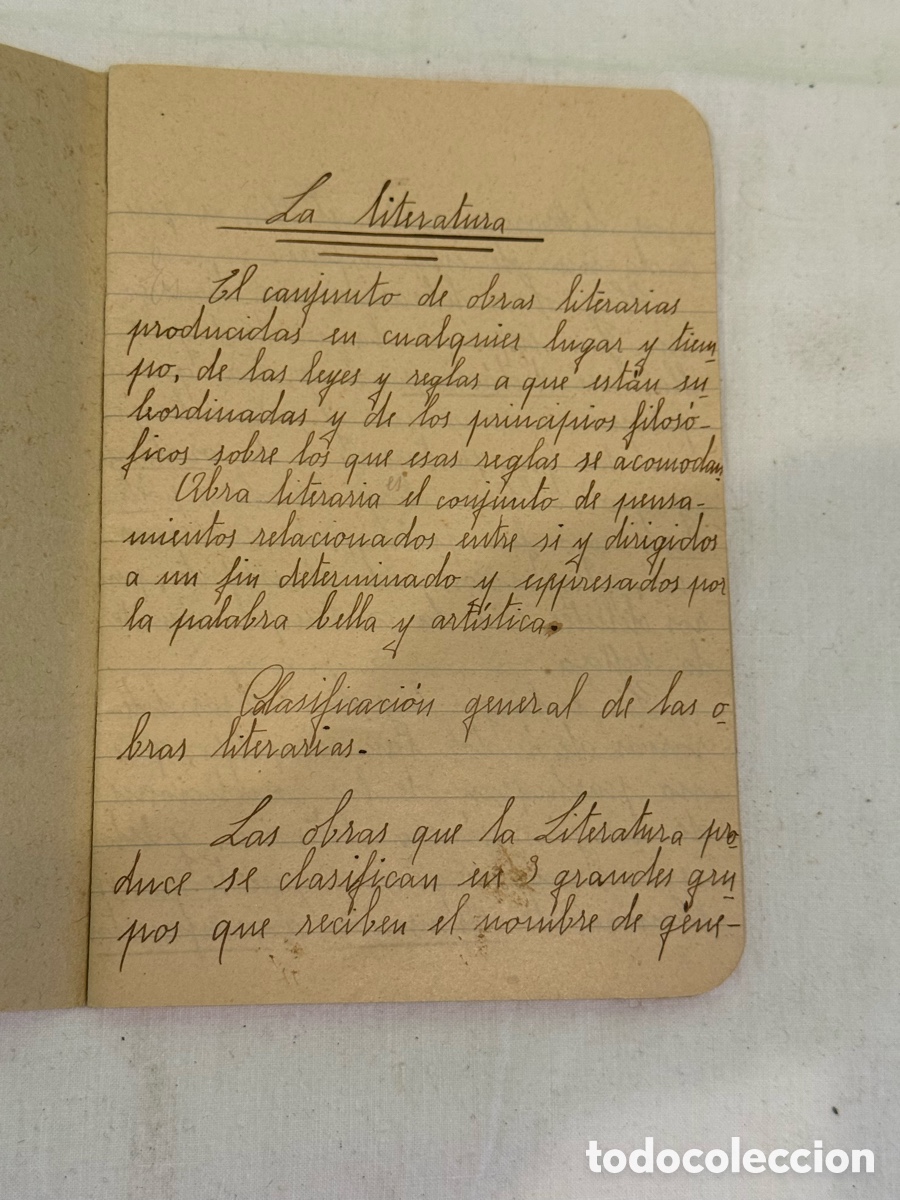 La literatura
El conjunto de obras literarias
producidas en cualquier lugar y tiem
po, de las leyes y reglas a que están su
bordinadas y de los principios filosó-
ficos sobre los que esas reglas se acomodan
Obra literaria es el conjunto de pensa-
mientos relacionados entre si y dirigidos
a un fin determinado y expresados por
la palabra bella y artística.
Clasificación general de las o
bras literarias.-
Las obras que la Literatura pro
duce se clasifican en 3 grandes gru
pos que reciben el nombre de géne-
todocoleccion